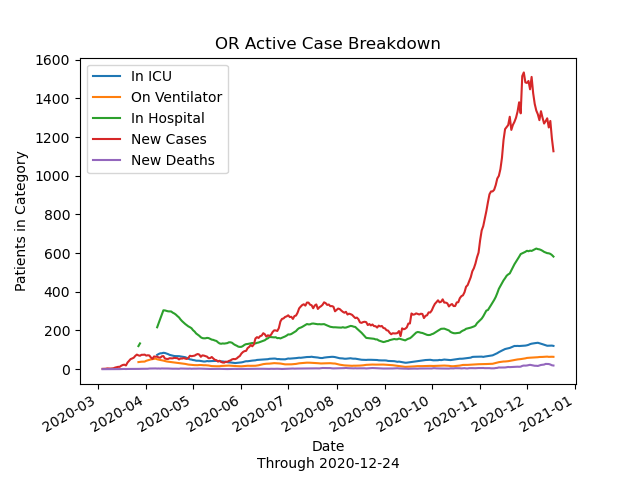 OR Active Case Breakdown
In ICU
On Ventilator
In Hospital
New Cases
New Deaths
Patients in Category
1600
1400
1200
1000
800
600
400
200
0
2020-03
2020-04
2020-05
2020-06
2020-07
2020-08
2020-09
2020-10
2020-11
2020-12
2021-01
Date
Through 2020-12-24